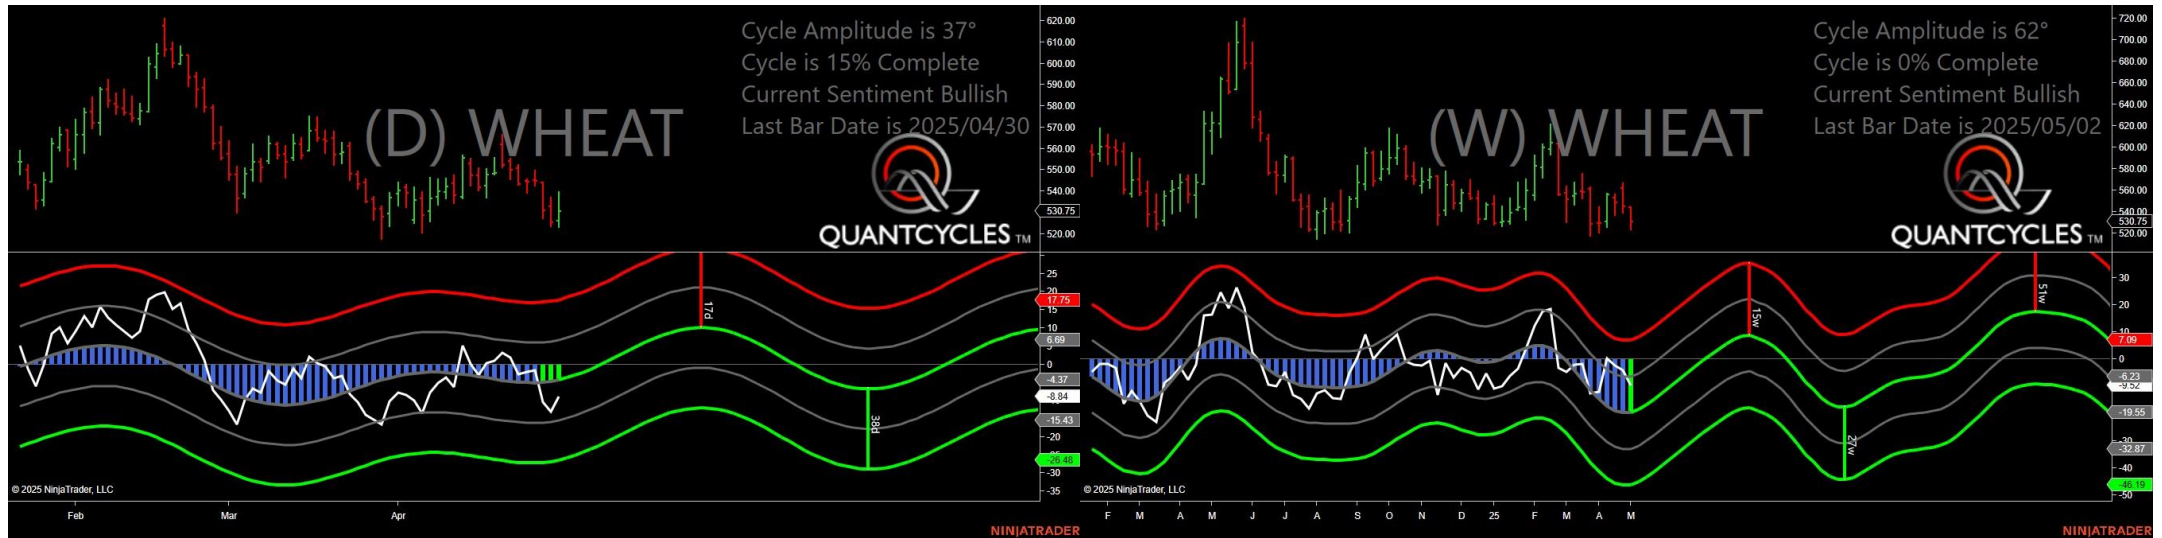 Cycle Amplitude is 37°
Cycle is 15% Complete
Current Sentiment Bullish
Last Bar Date is 2025/04/30
(D) WHEAT
QUANTCYCLES TM
620.00
610.00
600.00
590.00
580.00
570.00
560.00
550.00
540.00
530.75
520.00
17d
38d
25
20
17.75
15
10
6.69
5
0
-4.37
-8.84
-15.43
-20
-26.48
-30
-35
© 2025 NinjaTrader, LLC
Feb Mar Apr
NINJATRADER
Cycle Amplitude is 62°
Cycle is 0% Complete
Current Sentiment Bullish
Last Bar Date is 2025/05/02
(W) WHEAT
QUANTCYCLES TM
720.00
700.00
680.00
660.00
640.00
620.00
600.00
580.00
560.00
540.00
530.75
520.00
15w
27w
51w
30
20
10
7.09
0
-6.23
-9.52
-19.55
-30
-32.87
-40
-46.19
-50
© 2025 NinjaTrader, LLC
F M A M J J A S O N D 25 F M A M
NINJATRADER